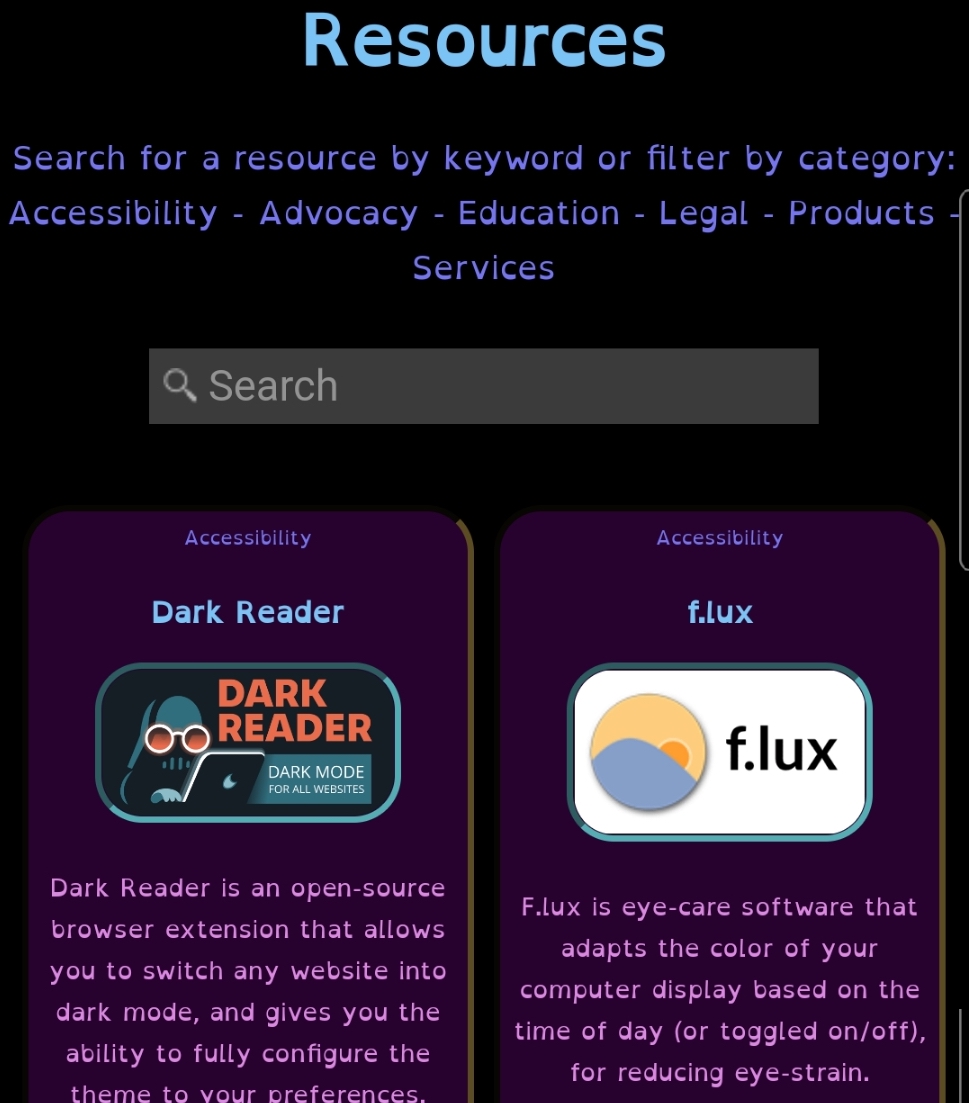 Resources
Search for a resource by keyword or filter by category:
Accessibility - Advocacy - Education - Legal - Products -
Services
Search
Accessibility
Dark Reader
DARK
READER
DARK MODE
FOR ALL WEBSITES
Dark Reader is an open-source
browser extension that allows
you to switch any website into
dark mode, and gives you the
ability to fully configure the
theme to your preferences.
Accessibility
f.lux
f.lux
F.lux is eye-care software that
adapts the color of your
computer display based on the
time of day (or toggled on/off),
for reducing eye-strain.